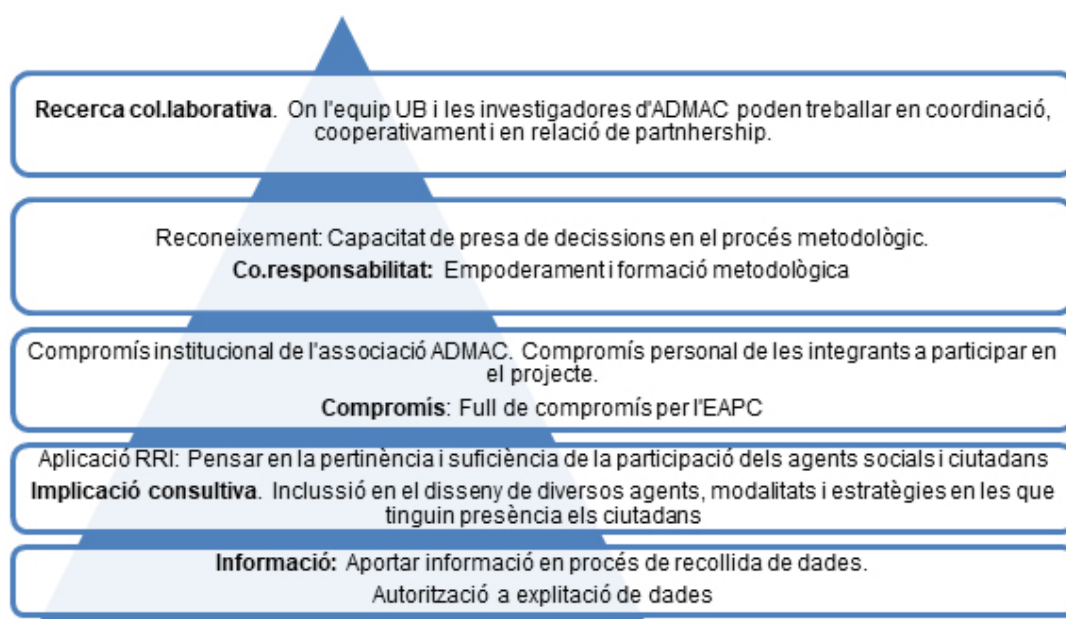 Recerca col.laborativa. On l'equip UB i les investigadores d'ADMAC poden treballar en coordinació,
cooperativament i en relació de partnhership.
Reconeixement: Capacitat de presa de decissions en el procés metodològic.
Co.responsabilitat: Empoderament i formació metodològica
Compromís institucional de l'associació ADMAC. Compromís personal de les integrants a participar en
el projecte.
Compromís: Full de compromís per l'EAPC
Aplicació RRI: Pensar en la pertinència i suficiència de la participació dels agents socials i ciutadans
Implicació consultiva. Inclussió en el disseny de diversos agents, modalitats i estratègies en les que
tinguin presència els ciutadans
Informació: Aportar informació en procés de recollida de dades.
Autorització a explitació de dades